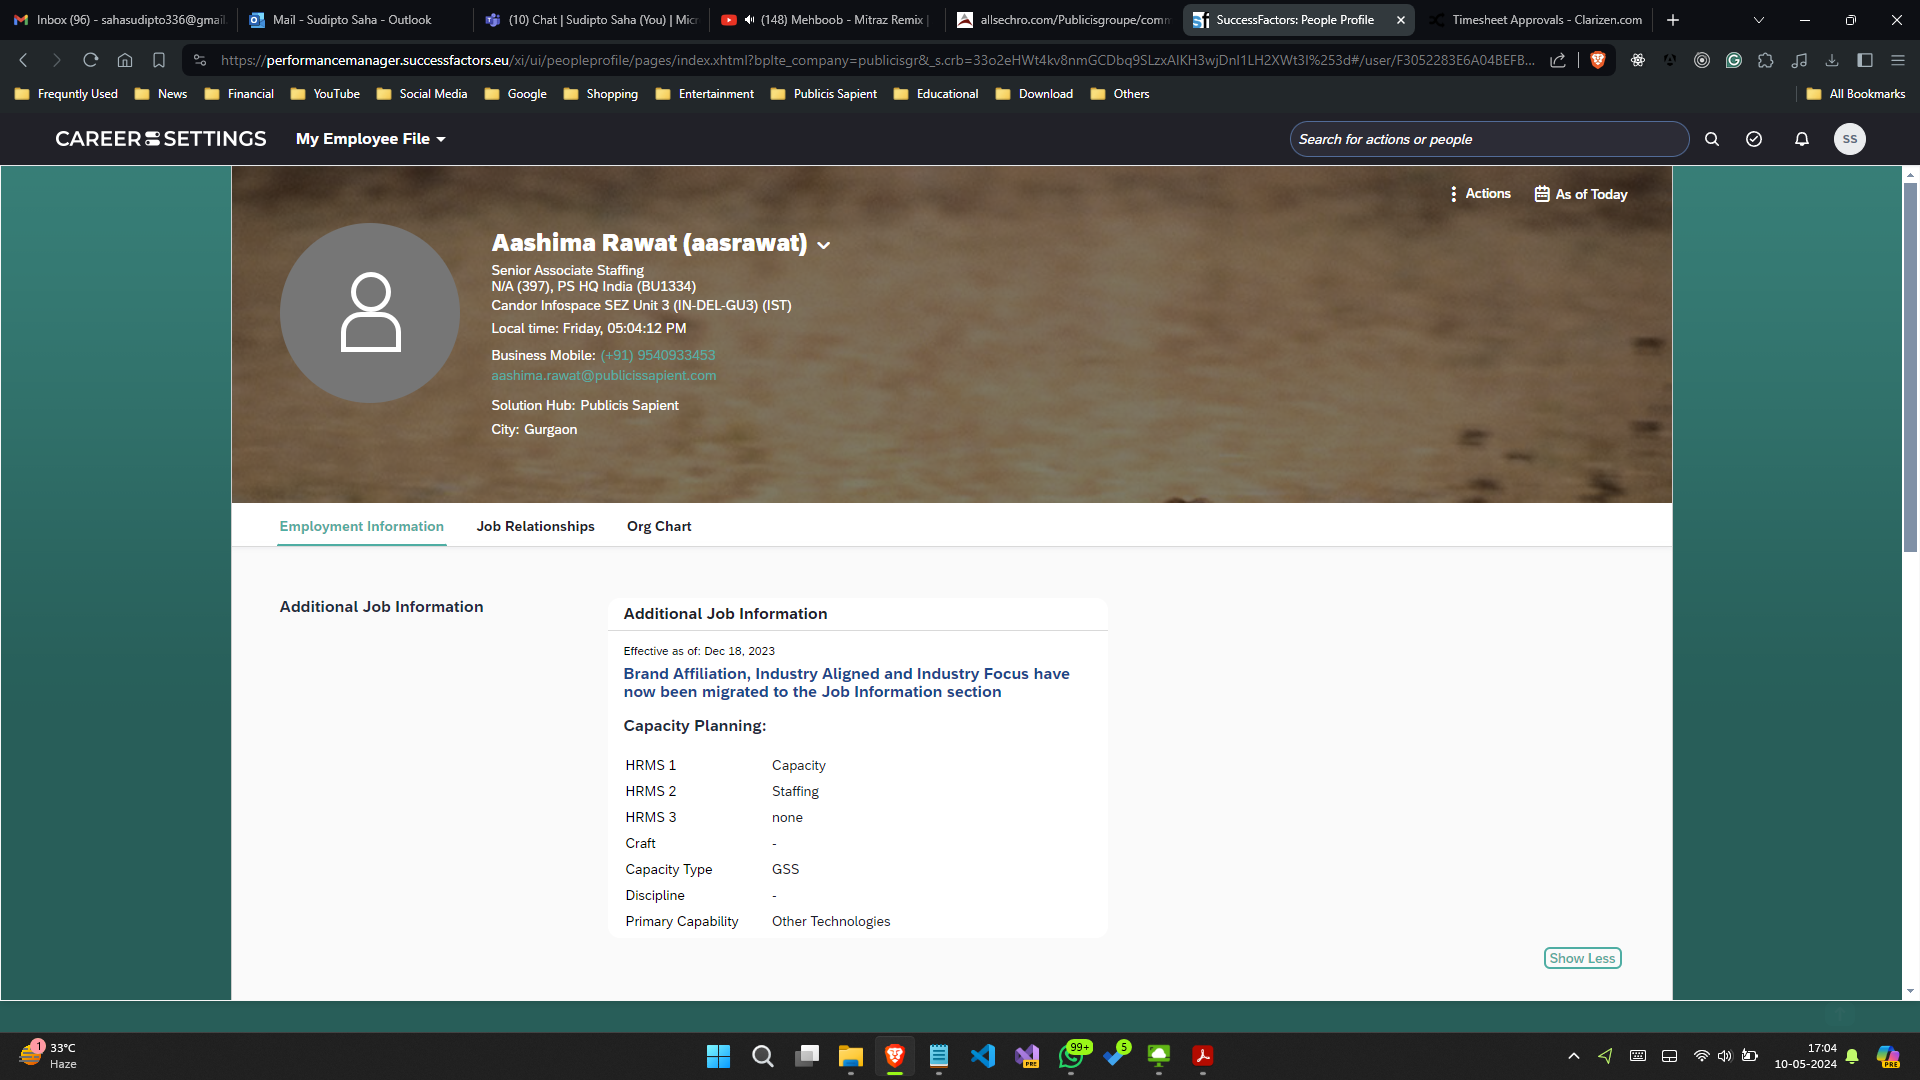 Inbox (96) - sahasudipto336@gmail.
Mail - Sudipto Saha - Outlook
(10) Chat | Sudipto Saha (You) | Micr
(148) Mehboob - Mitraz Remix |
allsechro.com/Publicisgroupe/comm
SuccessFactors: People Profile
Timesheet Approvals - Clarizen.com
https://performancemanager.successfactors.eu/xi/ui/peopleprofile/pages/index.xhtml?bplte_company=publicisgr&_s.crb=33o2eHWt4kv8nmGCDbq9SLzxAIKH3wjDnI1LH2XWt3I%253d#/user/F3052283E6A04BEFB...
Frequntly Used
News
Financial
YouTube
Social Media
Google
Shopping
Entertainment
Publicis Sapient
Educational
Download
Others
All Bookmarks
CAREER SETTINGS
My Employee File
Search for actions or people
SS
Actions
As of Today
Aashima Rawat (aasrawat)
Senior Associate Staffing
N/A (397), PS HQ India (BU1334)
Candor Infospace SEZ Unit 3 (IN-DEL-GU3) (IST)
Local time: Friday, 05:04:12 PM
Business Mobile: (+91) 9540933453
aashima.rawat@publicissapient.com
Solution Hub: Publicis Sapient
City: Gurgaon
Employment Information
Job Relationships
Org Chart
Additional Job Information
Additional Job Information
Effective as of: Dec 18, 2023
Brand Affiliation, Industry Aligned and Industry Focus have
now been migrated to the Job Information section
Capacity Planning:
HRMS 1 Capacity
HRMS 2 Staffing
HRMS 3 none
Craft -
Capacity Type GSS
Discipline -
Primary Capability Other Technologies
Show Less
1
33°C
Haze
PRE
99+
5
17:04
10-05-2024
PRE